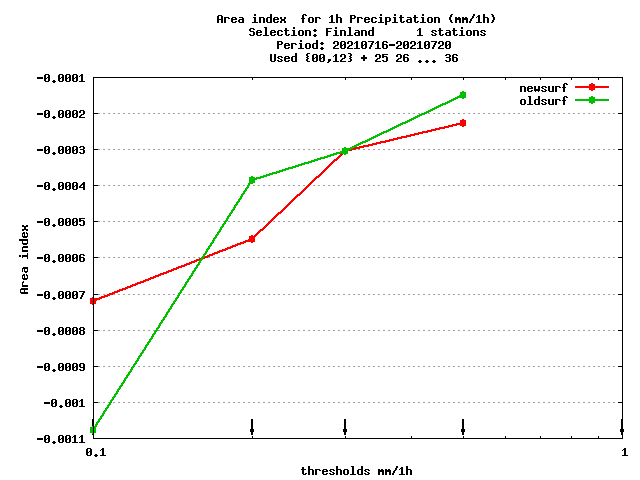 Area index  for 1h Precipitation (mm/1h)
Selection: Finland      1 stations
Period: 20210716-20210720
Used {00,12} + 25 26 ... 36
-0.0001
newsurf
oldsurf
-0.0002
-0.0003
-0.0004
-0.0005
-0.0006
-0.0007
-0.0008
-0.0009
-0.001
-0.0011
Area index
0.1
1
thresholds mm/1h